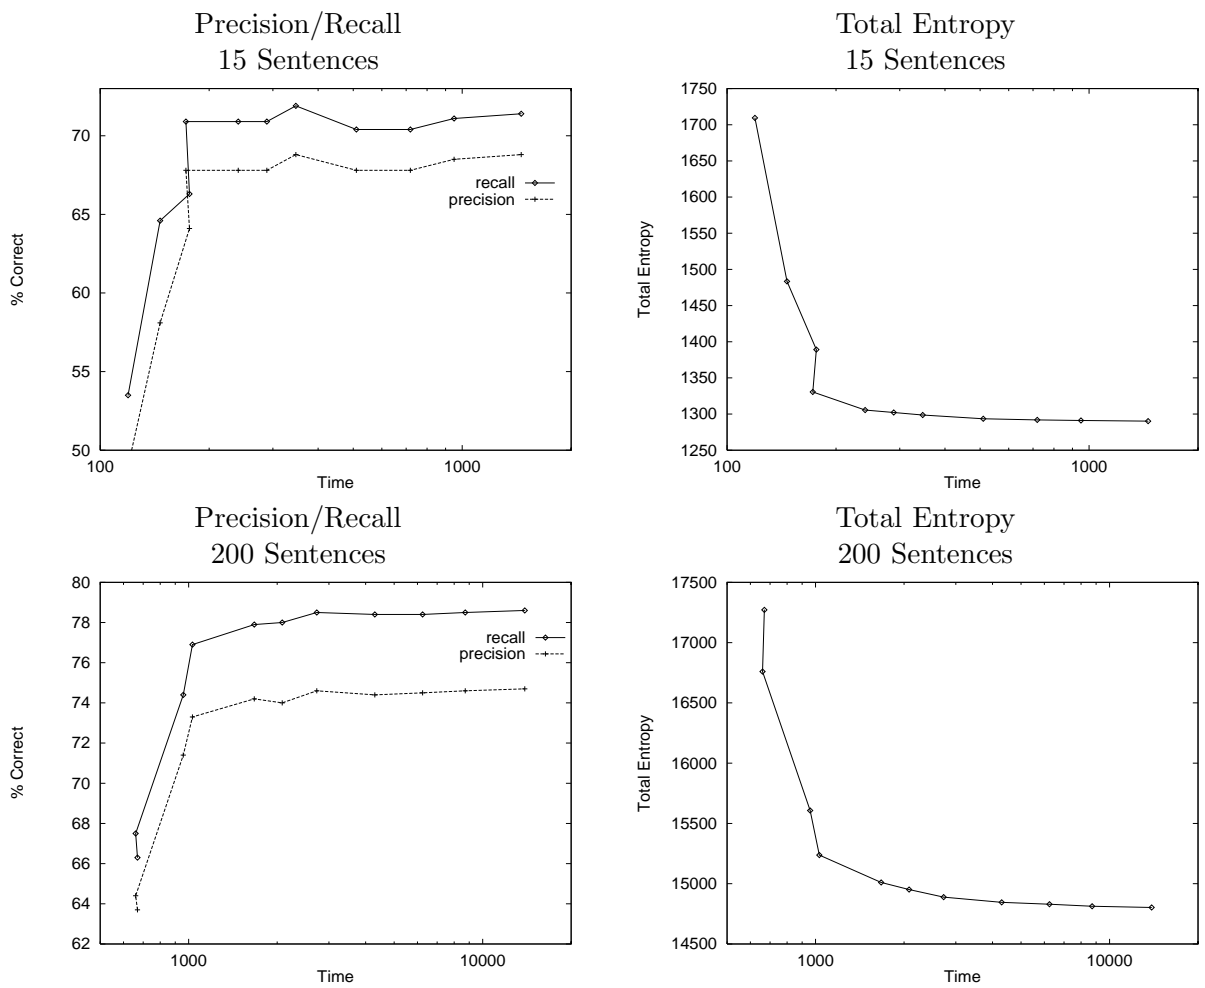 Precision/Recall
15 Sentences
70
65
60
55
50
100
1000
Time
% Correct
recall
precision
Total Entropy
15 Sentences
1750
1700
1650
1600
1550
1500
1450
1400
1350
1300
1250
100
1000
Time
Total Entropy
Precision/Recall
200 Sentences
80
78
76
74
72
70
68
66
64
62
1000
10000
Time
% Correct
recall
precision
Total Entropy
200 Sentences
17500
17000
16500
16000
15500
15000
14500
1000
10000
Time
Total Entropy